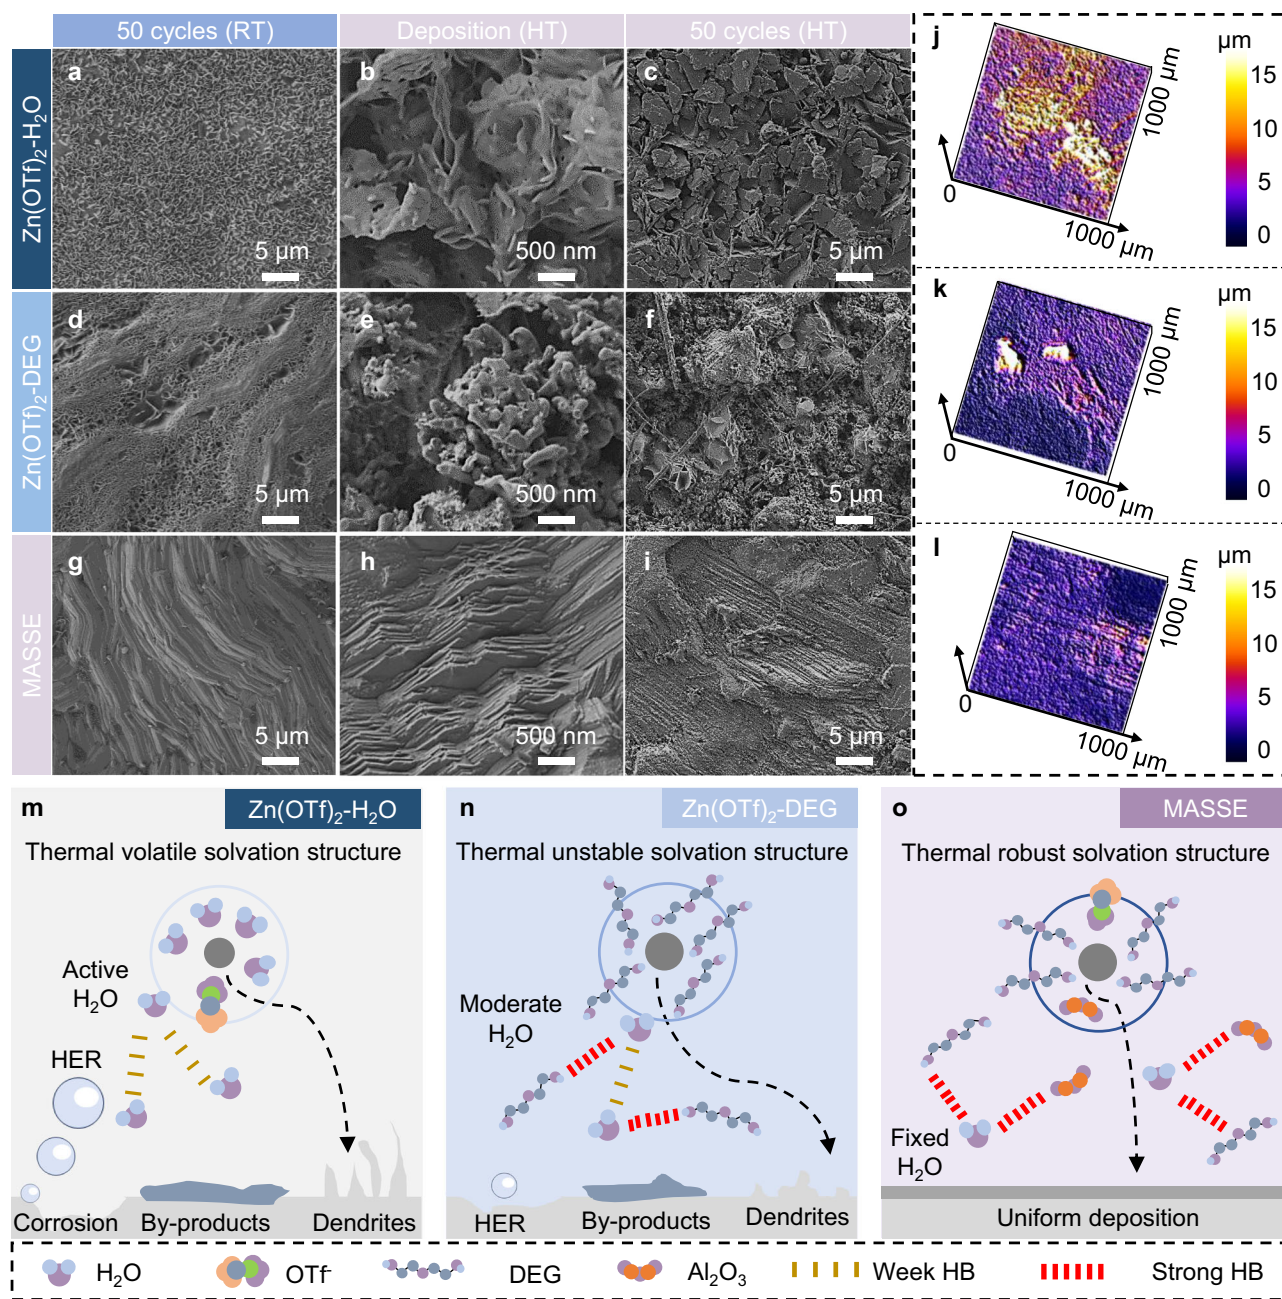 50 cycles (RT)
Deposition (HT)
50 cycles (HT)
Zn(OTf)₂-H₂O
a
5 µm
b
500 nm
c
5 µm
Zn(OTf)₂-DEG
d
5 µm
e
500 nm
f
5 µm
MASSE
g
5 µm
h
500 nm
i
5 µm
j
µm
15
10
5
0
1000 µm
1000 µm
0
k
µm
15
10
5
0
1000 µm
1000 µm
0
l
µm
15
10
5
0
1000 µm
1000 µm
0
m
Zn(OTf)₂-H₂O
Thermal volatile solvation structure
Active
H₂O
HER
Corrosion
By-products
Dendrites
n
Zn(OTf)₂-DEG
Thermal unstable solvation structure
Moderate
H₂O
HER
By-products
Dendrites
o
MASSE
Thermal robust solvation structure
Fixed
H₂O
Uniform deposition
H₂O
OTf⁻
DEG
Al₂O₃
Week HB
Strong HB